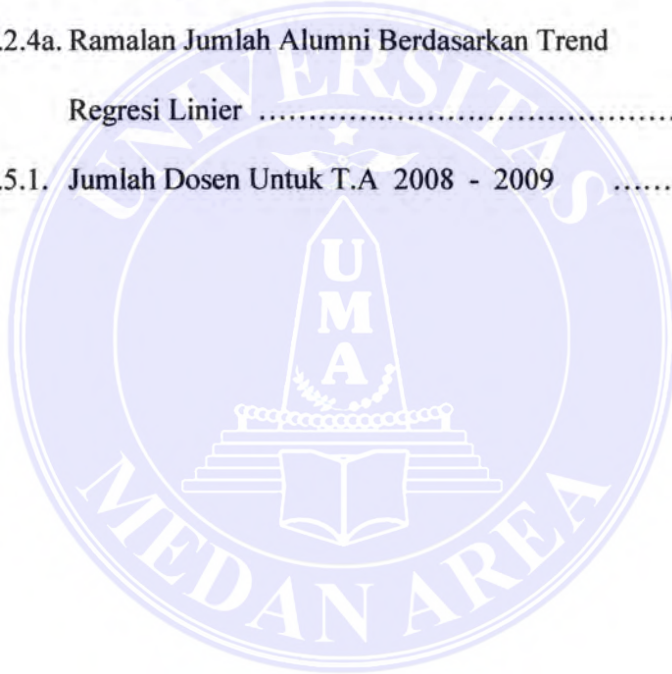 .2.4a. Ramalan Jumlah Alumni Berdasarkan Trend
Regresi Linier ..........................................
.5.1. Jumlah Dosen Untuk T.A 2008 - 2009 ......
UNIVERSITAS
UMA
MEDAN AREA